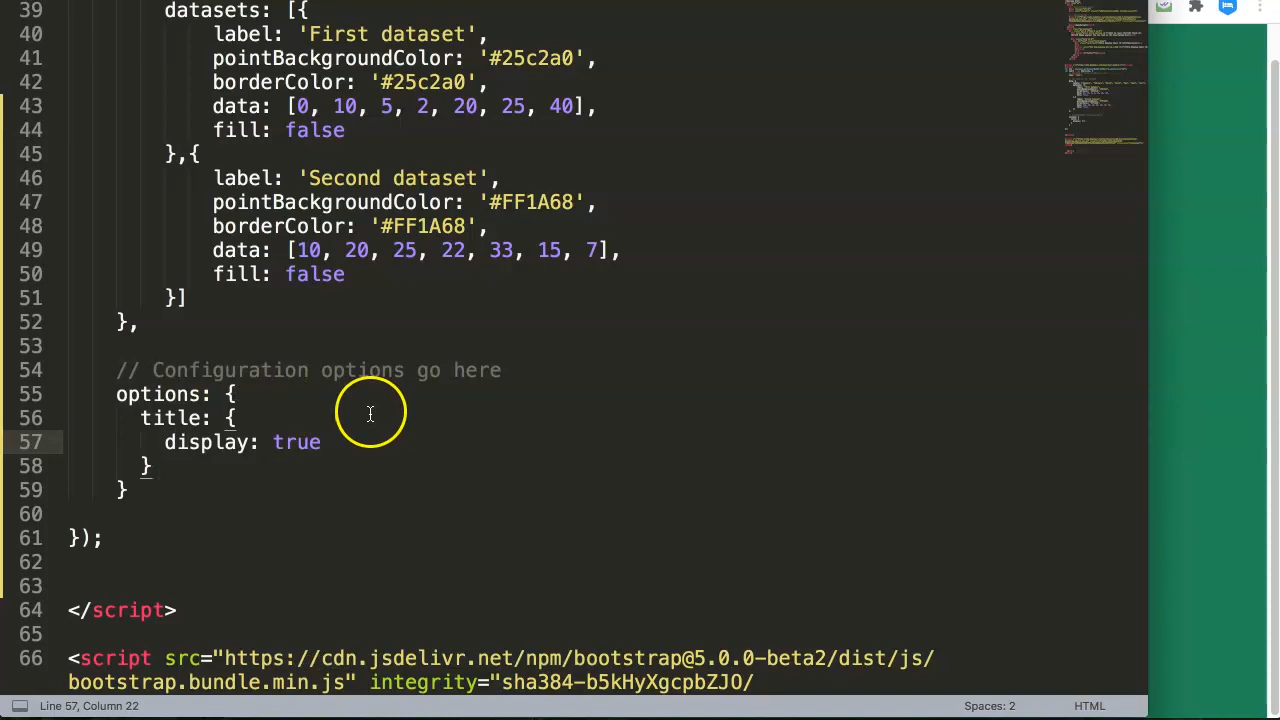 39 datasets: [{
40 label: 'First dataset',
41 pointBackgroundColor: '#25c2a0',
42 borderColor: '#25c2a0',
43 data: [0, 10, 5, 2, 20, 25, 40],
44 fill: false
45 },{
46 label: 'Second dataset',
47 pointBackgroundColor: '#FF1A68',
48 borderColor: '#FF1A68',
49 data: [10, 20, 25, 22, 33, 15, 7],
50 fill: false
51 }]
52 },
53
54 // Configuration options go here
55 options: {
56 title: {
57 display: true
58 }
59 }
60
61 });
62
63
64 </script>
65
66 <script src="https://cdn.jsdelivr.net/npm/bootstrap@5.0.0-beta2/dist/js/
bootstrap.bundle.min.js" integrity="sha384-b5kHyXgcpbZJO/
Line 57, Column 22 Spaces: 2 HTML